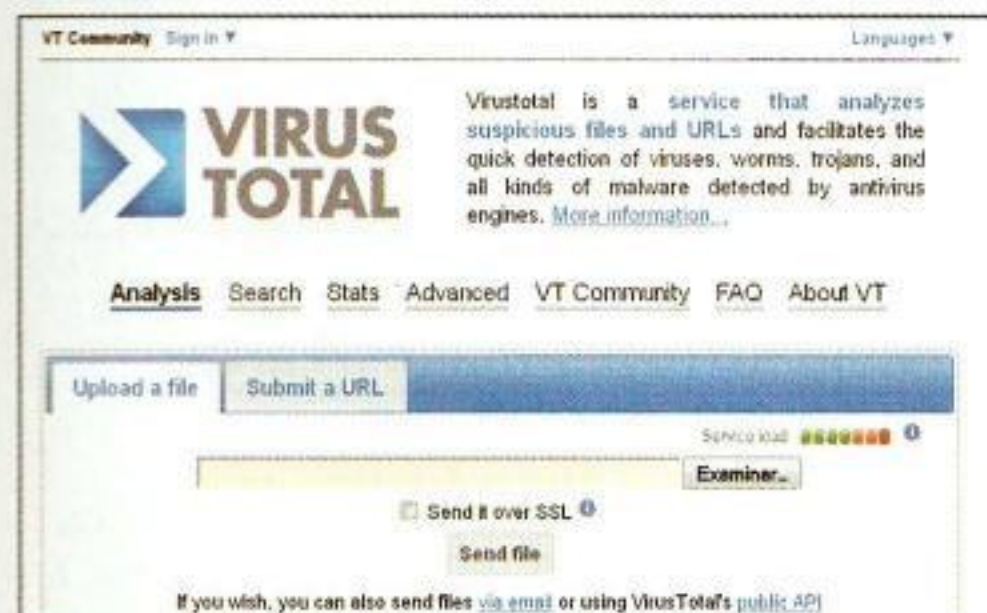 VT Community Sign in ▼ Languages ▼
VIRUS
TOTAL
Virustotal is a service that analyzes
suspicious files and URLs and facilitates the
quick detection of viruses, worms, trojans, and
all kinds of malware detected by antivirus
engines. More information...
Analysis Search Stats Advanced VT Community FAQ About VT
Upload a file Submit a URL
Service load
Examiner...
Send it over SSL
Send file
If you wish, you can also send files via email or using VirusTotal's public API